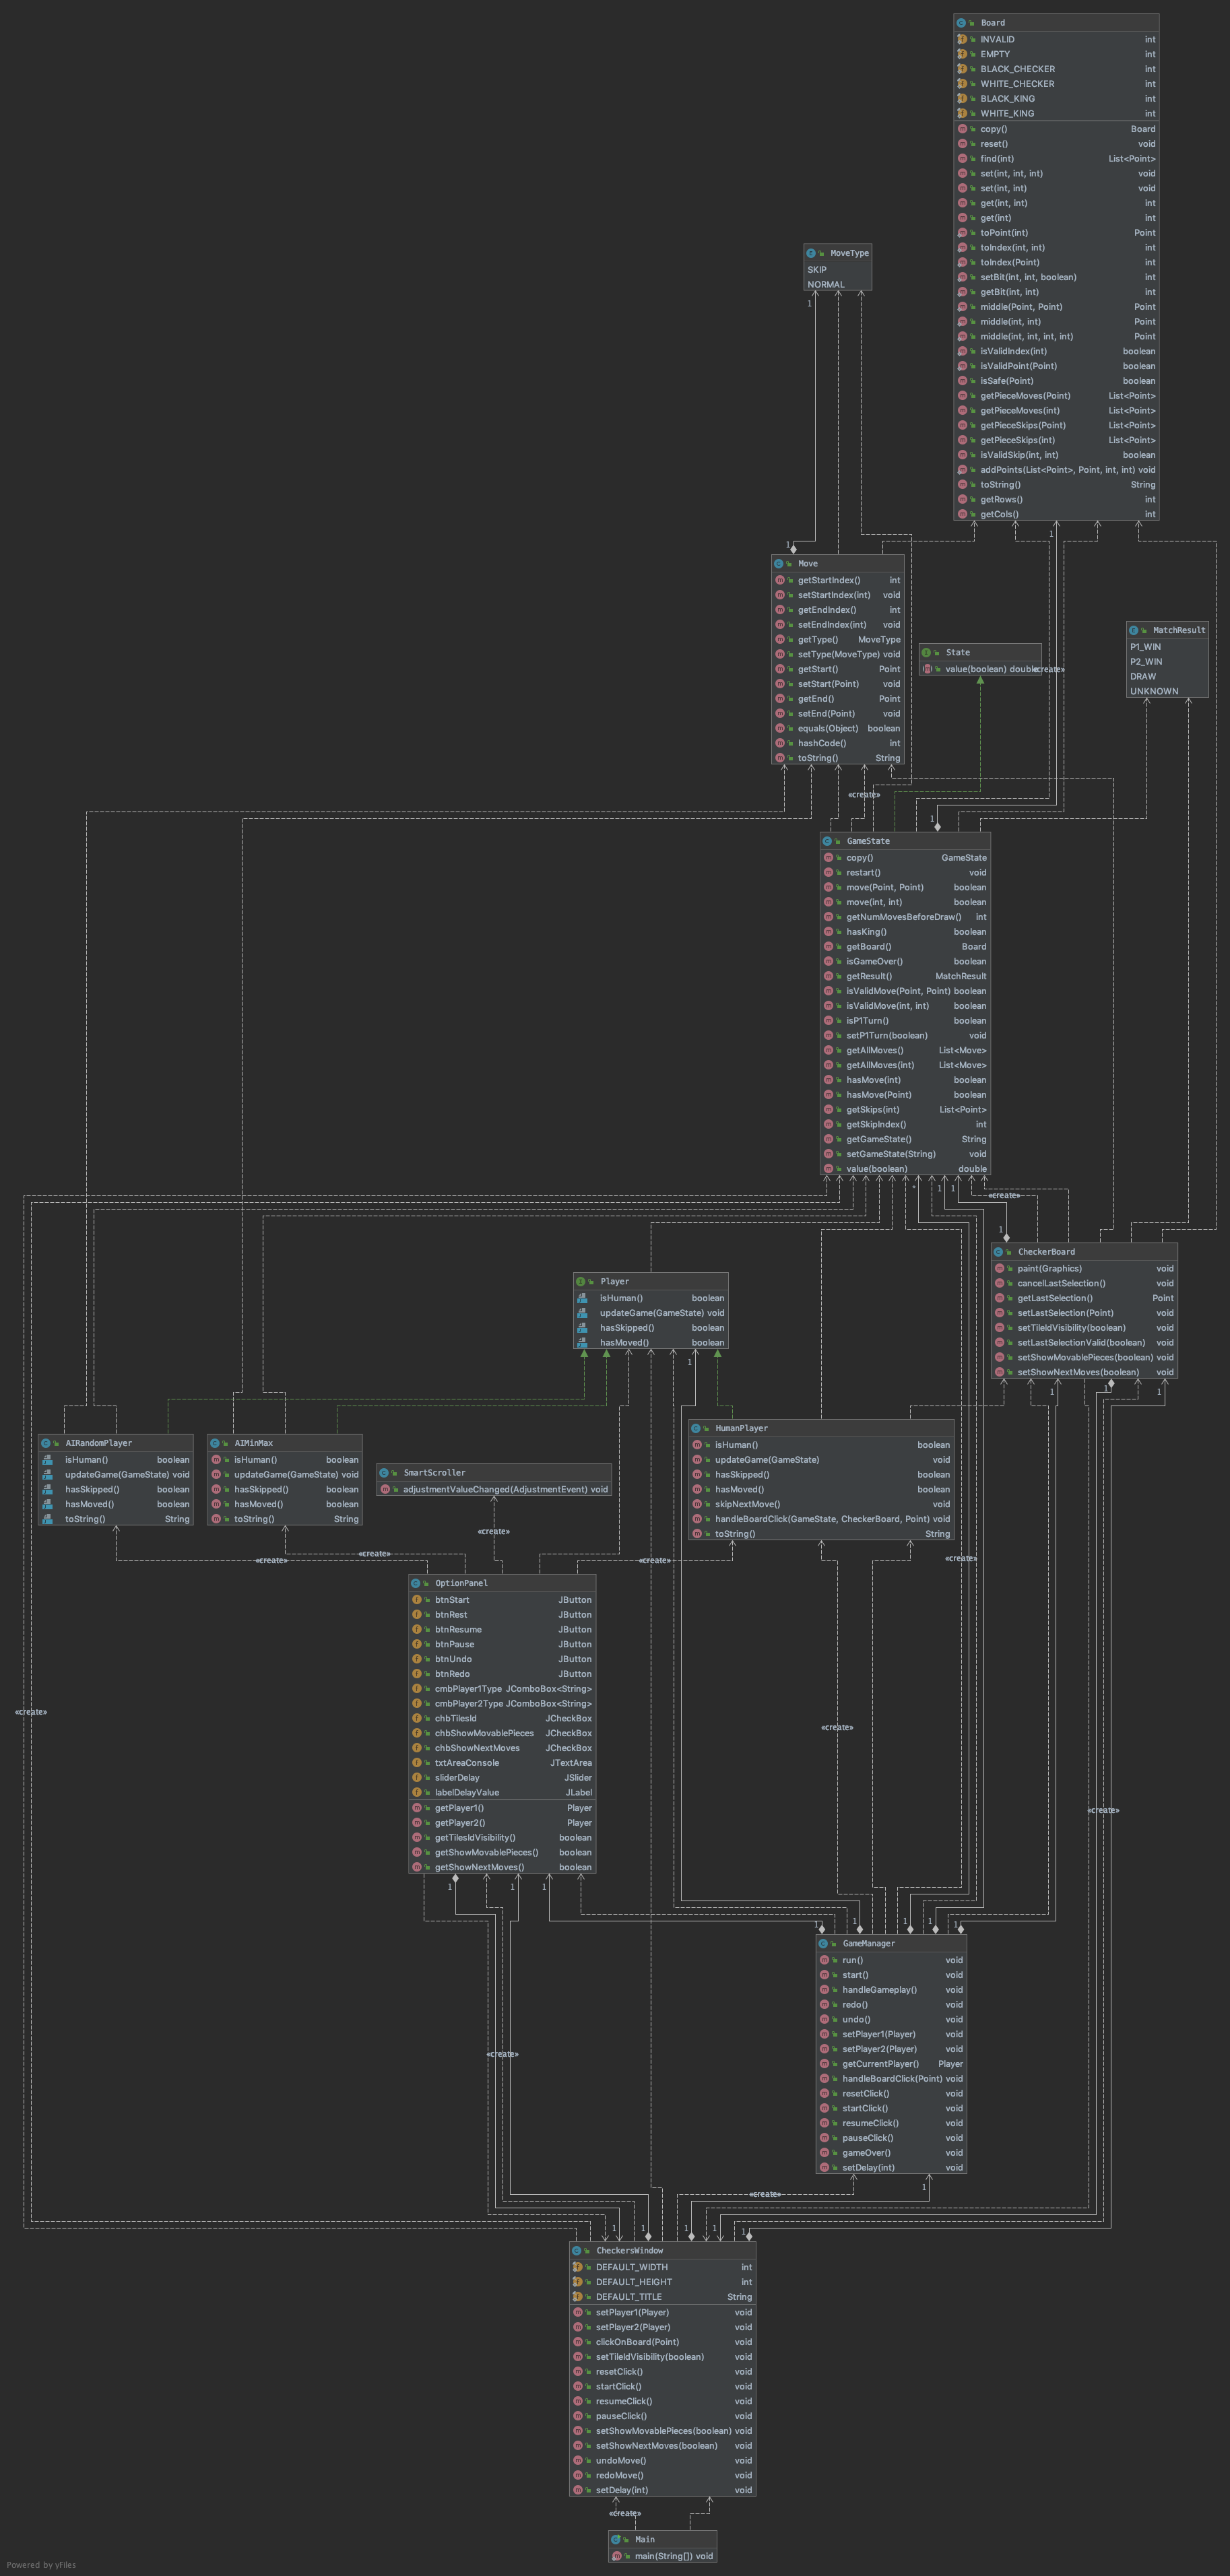 Board
INVALID int
EMPTY int
BLACK_CHECKER int
WHITE_CHECKER int
BLACK_KING int
WHITE_KING int
copy() Board
reset() void
find(int) List<Point>
set(int, int, int) void
set(int, int) void
get(int, int) int
get(int) int
toPoint(int) Point
toIndex(int, int) int
toIndex(Point) int
setBit(int, int, boolean) int
getBit(int, int) int
middle(Point, Point) Point
middle(int, int) Point
middle(int, int, int, int) Point
isValidIndex(int) boolean
isValidPoint(Point) boolean
isSafe(Point) boolean
getPieceMoves(Point) List<Point>
getPieceMoves(int) List<Point>
getPieceSkips(Point) List<Point>
getPieceSkips(int) List<Point>
isValidSkip(int, int) boolean
addPoints(List<Point>, Point, int, int) void
toString() String
getRows() int
getCols() int
MoveType
SKIP
NORMAL
1
1
1
Move
getStartIndex() int
setStartIndex(int) void
getEndIndex() int
setEndIndex(int) void
getType() MoveType
setType(MoveType) void
getStart() Point
setStart(Point) void
getEnd() Point
setEnd(Point) void
equals(Object) boolean
hashCode() int
toString() String
State
value(boolean) double
«create»
MatchResult
P1_WIN
P2_WIN
DRAW
UNKNOWN
«create»
1
GameState
copy() GameState
restart() void
move(Point, Point) boolean
move(int, int) boolean
getNumMovesBeforeDraw() int
hasKing() boolean
getBoard() Board
isGameOver() boolean
getResult() MatchResult
isValidMove(Point, Point) boolean
isValidMove(int, int) boolean
isP1Turn() boolean
setP1Turn(boolean) void
getAllMoves() List<Move>
getAllMoves(int) List<Move>
hasMove(int) boolean
hasMove(Point) boolean
getSkips(int) List<Point>
getSkipIndex() int
getGameState() String
setGameState(String) void
value(boolean) double
* 1 1
«create»
1
CheckerBoard
paint(Graphics) void
cancelLastSelection() void
getLastSelection() Point
setLastSelection(Point) void
setTileIdVisibility(boolean) void
setLastSelectionValid(boolean) void
setShowMovablePieces(boolean) void
setShowNextMoves(boolean) void
1 1 1
Player
isHuman() boolean
updateGame(GameState) void
hasSkipped() boolean
hasMoved() boolean
1
AIRandomPlayer
isHuman() boolean
updateGame(GameState) void
hasSkipped() boolean
hasMoved() boolean
toString() String
AIMinMax
isHuman() boolean
updateGame(GameState) void
hasSkipped() boolean
hasMoved() boolean
toString() String
SmartScroller
adjustmentValueChanged(AdjustmentEvent) void
HumanPlayer
isHuman() boolean
updateGame(GameState) void
hasSkipped() boolean
hasMoved() boolean
skipNextMove() void
handleBoardClick(GameState, CheckerBoard, Point) void
toString() String
«create»
«create»
«create»
«create»
«create»
OptionPanel
btnStart JButton
btnRest JButton
btnResume JButton
btnPause JButton
btnUndo JButton
btnRedo JButton
cmbPlayer1Type JComboBox<String>
cmbPlayer2Type JComboBox<String>
chbTilesId JCheckBox
chbShowMovablePieces JCheckBox
chbShowNextMoves JCheckBox
txtAreaConsole JTextArea
sliderDelay JSlider
labelDelayValue JLabel
getPlayer1() Player
getPlayer2() Player
getTilesIdVisibility() boolean
getShowMovablePieces() boolean
getShowNextMoves() boolean
«create»
«create»
«create»
1 1 1
1 1 1 1 1
GameManager
run() void
start() void
handleGameplay() void
redo() void
undo() void
setPlayer1(Player) void
setPlayer2(Player) void
getCurrentPlayer() Player
handleBoardClick(Point) void
resetClick() void
startClick() void
resumeClick() void
pauseClick() void
gameOver() void
setDelay(int) void
«create»
«create»
1
1 1 1 1 1
CheckersWindow
DEFAULT_WIDTH int
DEFAULT_HEIGHT int
DEFAULT_TITLE String
setPlayer1(Player) void
setPlayer2(Player) void
clickOnBoard(Point) void
setTileIdVisibility(boolean) void
resetClick() void
startClick() void
resumeClick() void
pauseClick() void
setShowMovablePieces(boolean) void
setShowNextMoves(boolean) void
undoMove() void
redoMove() void
setDelay(int) void
«create»
Main
main(String[]) void
Powered by yFiles